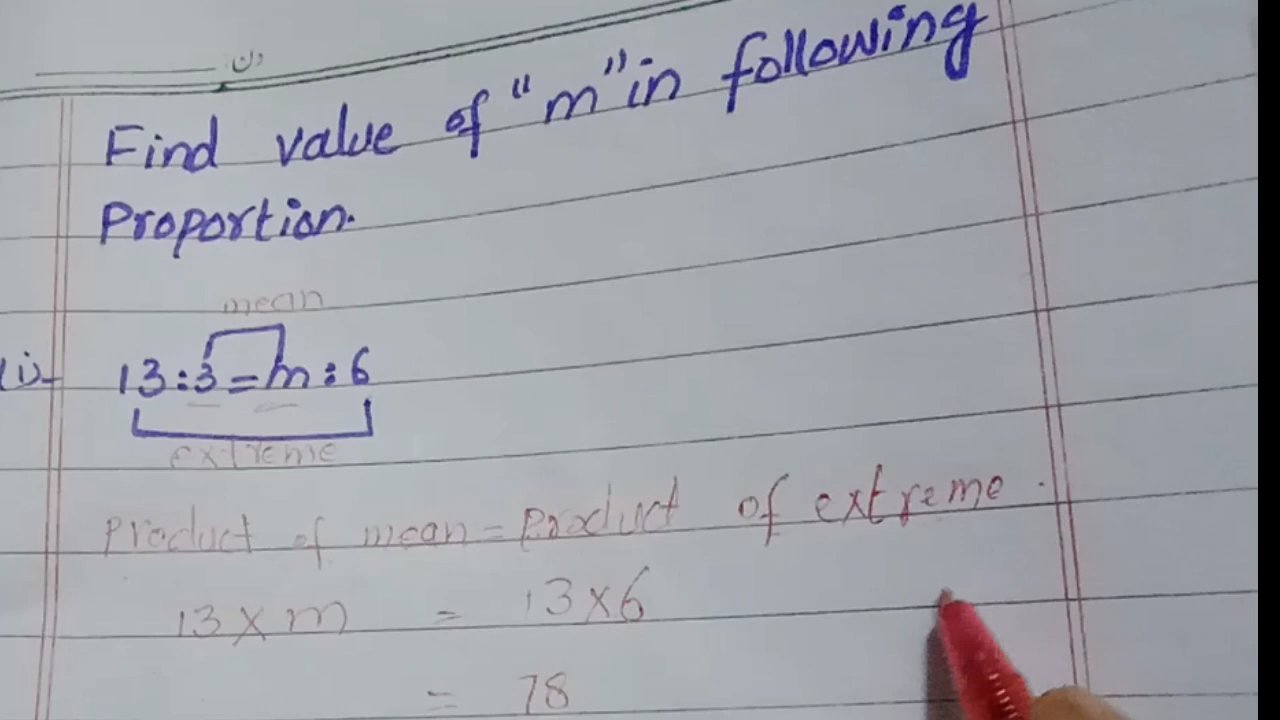 دن
Find value of "m" in following
Proportion.
mean
(i) 13:3=m:6
extreme
Product of mean = Product of extreme.
13 × m = 13×6
= 78